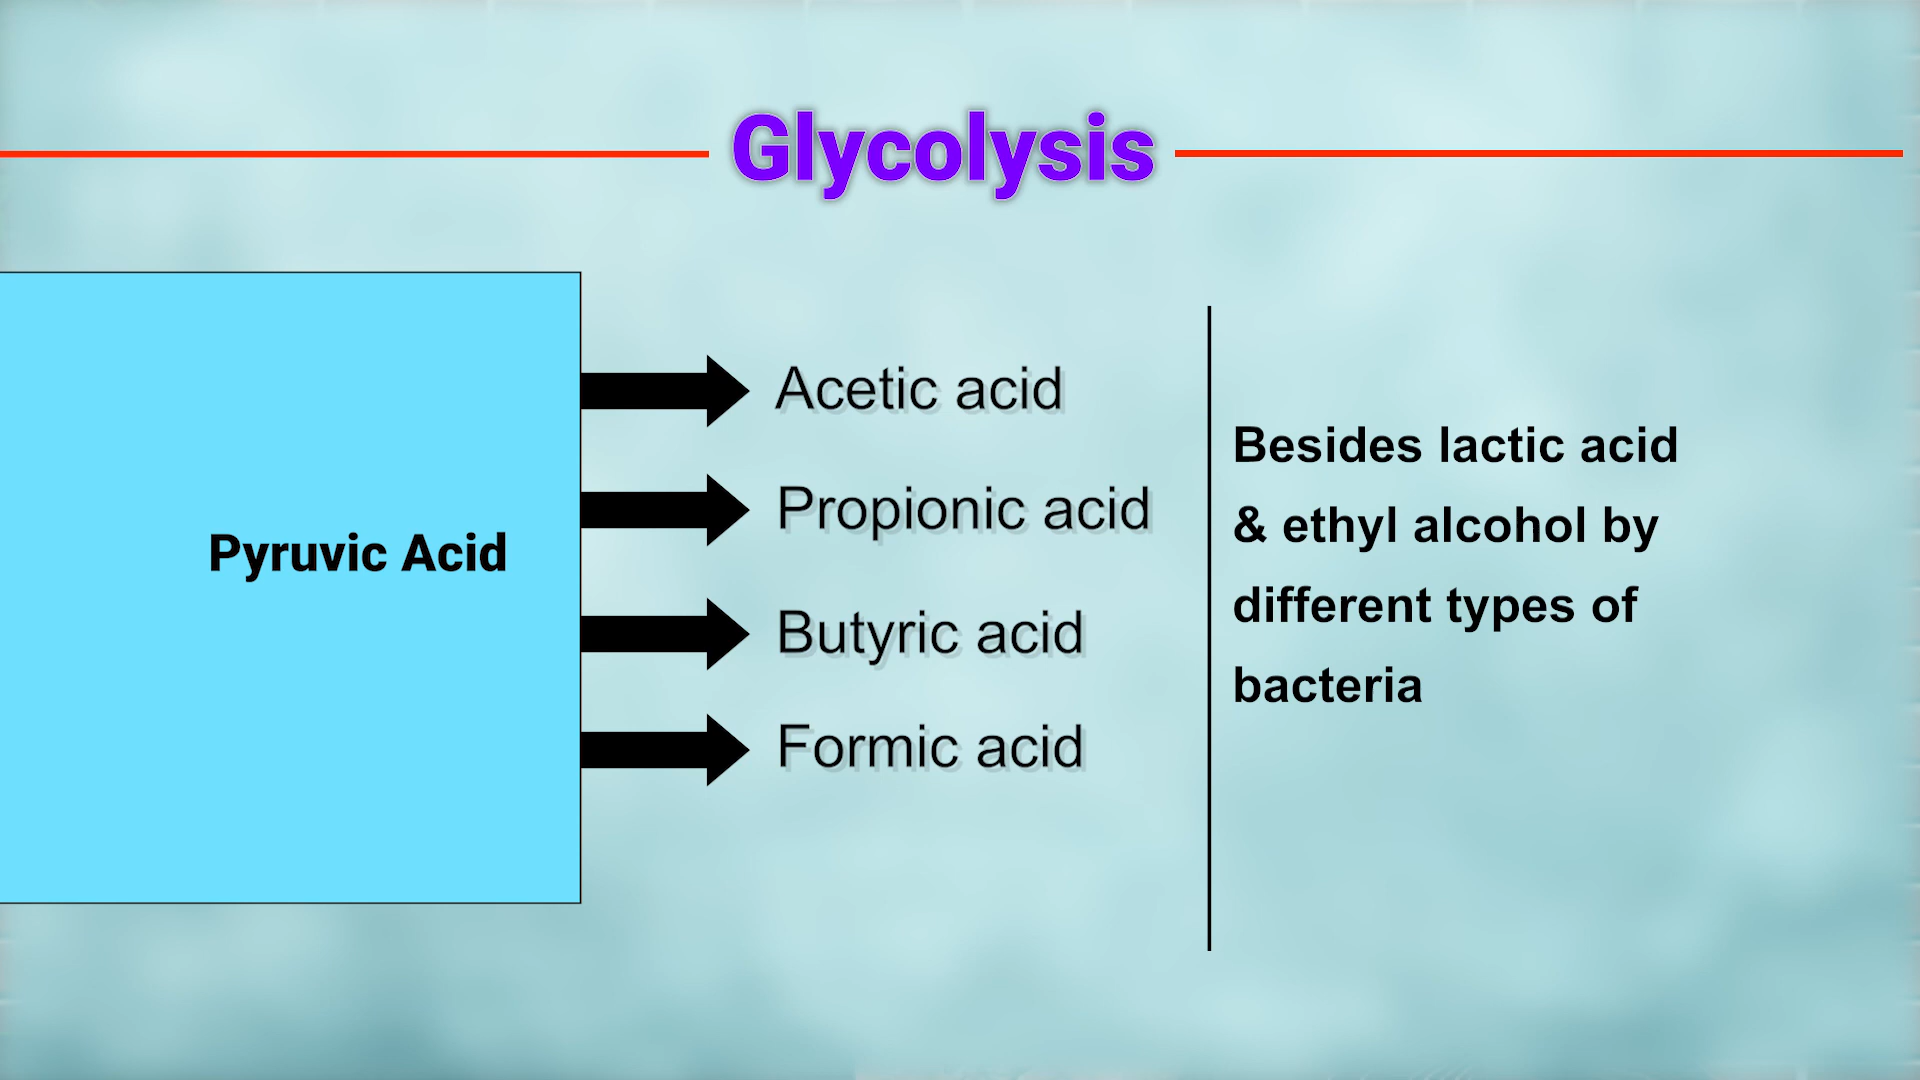 Glycolysis
Pyruvic Acid
Acetic acid
Propionic acid
Butyric acid
Formic acid
Besides lactic acid
& ethyl alcohol by
different types of
bacteria